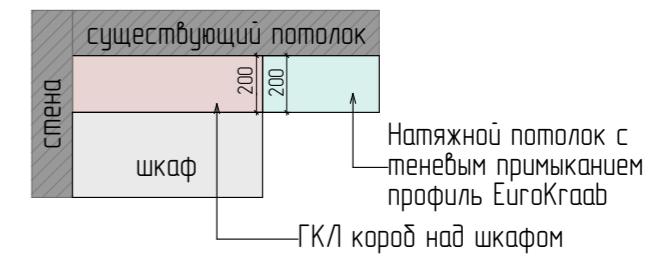 существующий потолок
стена
200
200
шкаф
Натяжной потолок с
теневым примыканием
профиль EuroKraab
ГКЛ короб над шкафом